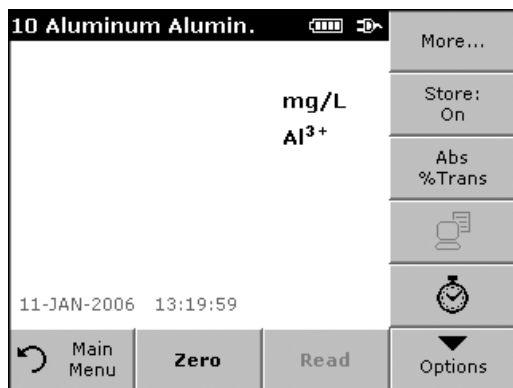 10 Aluminum Alumin.
More...
mg/L
Al³⁺
Store:
On
Abs
%Trans
11-JAN-2006 13:19:59
Main
Menu
Zero
Read
Options